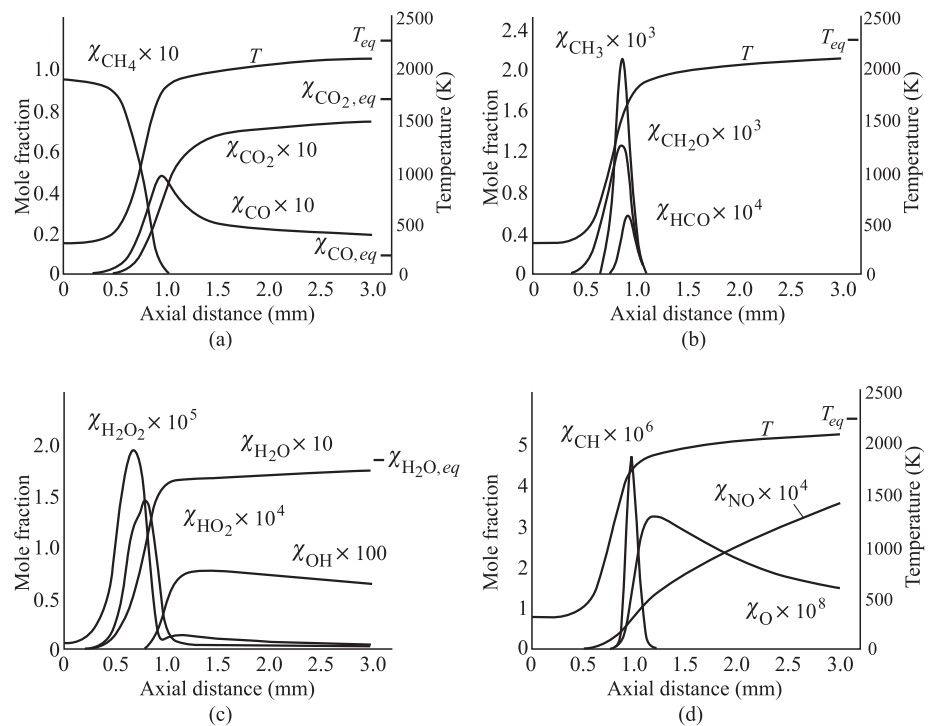 Mole fraction
1.0
0.8
0.6
0.4
0.2
0
χCH4 × 10
T
Teq
χCO2,eq
χCO2 × 10
χCO × 10
χCO,eq
2500
2000
1500
1000
500
0
Temperature (K)
0 0.5 1.0 1.5 2.0 2.5 3.0
Axial distance (mm)
(a)
Mole fraction
2.4
2.0
1.6
1.2
0.8
0.4
0
χCH3 × 10³
T
Teq
χCH2O × 10³
χHCO × 10⁴
2500
2000
1500
1000
500
0
Temperature (K)
0 0.5 1.0 1.5 2.0 2.5 3.0
Axial distance (mm)
(b)
Mole fraction
2.0
1.5
1.0
0.5
0
χH2O2 × 10⁵
χH2O × 10
χH2O,eq
χHO2 × 10⁴
χOH × 100
0 0.5 1.0 1.5 2.0 2.5 3.0
Axial distance (mm)
(c)
Mole fraction
5
4
3
2
1
0
χCH × 10⁶
T
Teq
χNO × 10⁴
χO × 10⁸
2500
2000
1500
1000
500
0
Temperature (K)
0 0.5 1.0 1.5 2.0 2.5 3.0
Axial distance (mm)
(d)